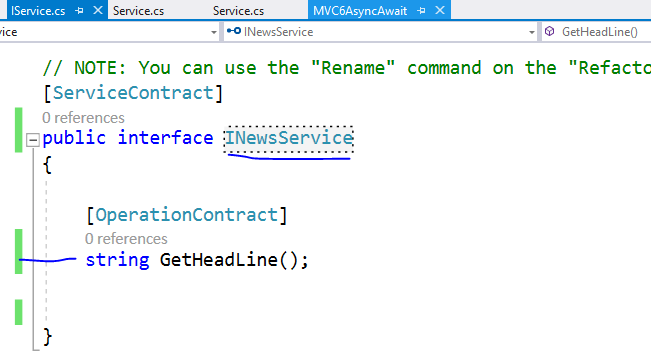 IService.cs Service.cs Service.cs MVC6AsyncAwait
vice INewsService GetHeadLine()
// NOTE: You can use the "Rename" command on the "Refacto
[ServiceContract]
0 references
public interface INewsService
{
[OperationContract]
0 references
string GetHeadLine();
}